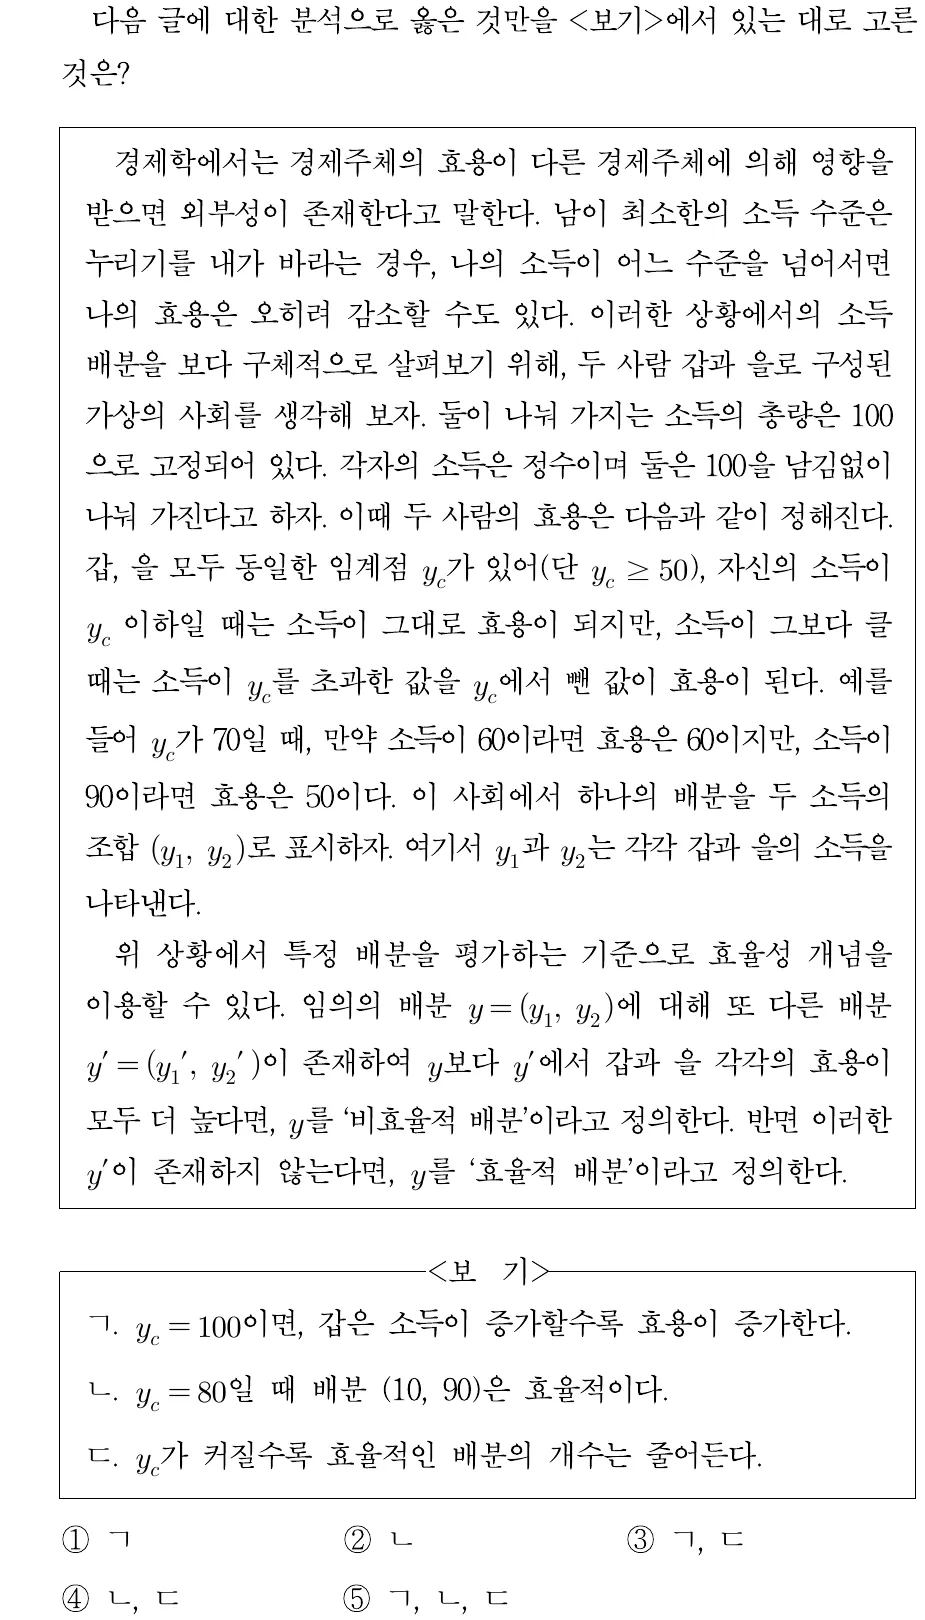 다음 글에 대한 분석으로 옳은 것만을 <보기>에서 있는 대로 고른
것은?
경제학에서는 경제주체의 효용이 다른 경제주체에 의해 영향을
받으면 외부성이 존재한다고 말한다. 남이 최소한의 소득 수준은
누리기를 내가 바라는 경우, 나의 소득이 어느 수준을 넘어서면
나의 효용은 오히려 감소할 수도 있다. 이러한 상황에서의 소득
배분을 보다 구체적으로 살펴보기 위해, 두 사람 갑과 을로 구성된
가상의 사회를 생각해 보자. 둘이 나눠 가지는 소득의 총량은 100
으로 고정되어 있다. 각자의 소득은 정수이며 둘은 100을 남김없이
나눠 가진다고 하자. 이때 두 사람의 효용은 다음과 같이 정해진다.
갑, 을 모두 동일한 임계점 y_c가 있어(단 y_c ≥ 50), 자신의 소득이
y_c 이하일 때는 소득이 그대로 효용이 되지만, 소득이 그보다 클
때는 소득이 y_c를 초과한 값을 y_c에서 뺀 값이 효용이 된다. 예를
들어 y_c가 70일 때, 만약 소득이 60이라면 효용은 60이지만, 소득이
90이라면 효용은 50이다. 이 사회에서 하나의 배분을 두 소득의
조합 (y_1, y_2)로 표시하자. 여기서 y_1과 y_2는 각각 갑과 을의 소득을
나타낸다.
위 상황에서 특정 배분을 평가하는 기준으로 효율성 개념을
이용할 수 있다. 임의의 배분 y=(y_1, y_2)에 대해 또 다른 배분
y′=(y_1′, y_2′)이 존재하여 y보다 y′에서 갑과 을 각각의 효용이
모두 더 높다면, y를 ‘비효율적 배분’이라고 정의한다. 반면 이러한
y′이 존재하지 않는다면, y를 ‘효율적 배분’이라고 정의한다.
<보 기>
ㄱ. y_c=100이면, 갑은 소득이 증가할수록 효용이 증가한다.
ㄴ. y_c=80일 때 배분 (10, 90)은 효율적이다.
ㄷ. y_c가 커질수록 효율적인 배분의 개수는 줄어든다.
① ㄱ ② ㄴ ③ ㄱ, ㄷ
④ ㄴ, ㄷ ⑤ ㄱ, ㄴ, ㄷ